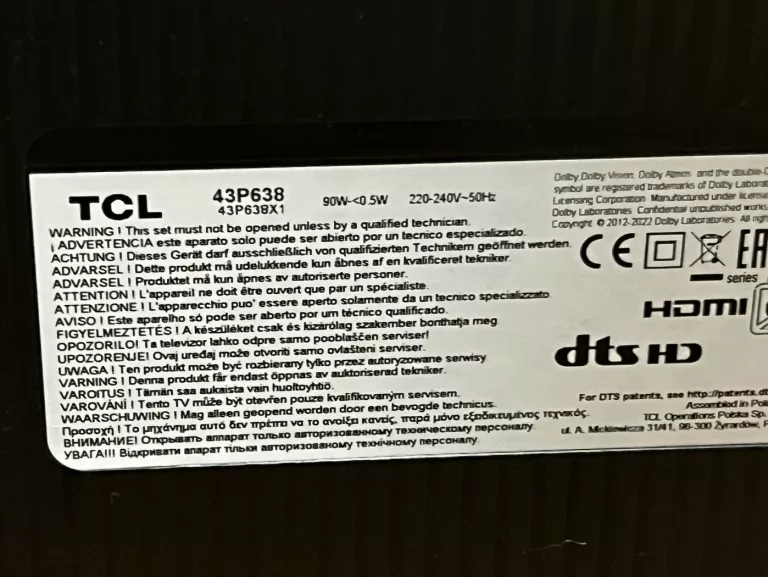 TCL
43P638
43P638X1
90W-<0.5W
220-240V~50Hz
WARNING ! This set must not be opened unless by a qualified technician.
¡ ADVERTENCIA este aparato solo puede ser abierto por un tecnico especializado.
ACHTUNG ! Dieses Gerät darf ausschließlich von qualifizierten Technikern geöffnet werden.
ADVARSEL ! Dette produkt må udelukkende kun åbnes af en kvalificeret tekniker.
ADVARSEL ! Produktet må kun åpnes av autoriserte personer.
ATTENTION ! L'appareil ne doit être ouvert que par un spécialiste.
ATTENZIONE ! L'apparecchio puo' essere aperto solamente da un tecnico specializzato
AVISO ! Este aparelho só pode ser aberto por um técnico qualificado.
FIGYELMEZTETÉS ! A készüléket csak és kizárólag szakember bonthatja meg
OPOZORILO! Ta televizor lahko odpre samo pooblaščen serviser!
UPOZORENJE! Ovaj uređaj može otvoriti samo ovlašteni serviser.
UWAGA ! Ten produkt może być rozbierany tylko przez autoryzowane serwisy
VARNING ! Denna produkt får endast öppnas av auktoriserad tekniker.
VAROITUS ! Tämän saa aukaista vain huoltoyhtiö.
VAROVÁNÍ ! Tento TV může být otevřen pouze kvalifikovaným servisem.
WAARSCHUWING ! Mag alleen geopend worden door een bevoegde technicus.
Προσοχή ! Το μηχάνημα αυτό δεν πρέπει να το ανοίξει κανείς, παρά μόνο εξειδικευμένος τεχνικός.
ВНИМАНИЕ! Открывать аппарат только авторизованному техническому персоналу.
УВАГА!!! Відкривати апарат тільки авторизованому технічному персоналу.
Dolby, Dolby Vision, Dolby Atmos, and the double-D
symbol are registered trademarks of Dolby
Licensing Corporation. Manufactured under
Dolby Laboratories. Confidential unpublished works.
Copyright © 2012-2022 Dolby Laboratories. All
CE
series
HDMI
dts HD
For DTS patents, see http://patents.
Assembled in
TCL Operations Polska Sp.
ul. A. Mickiewicza 31/41, 96-300 Żyrardów,